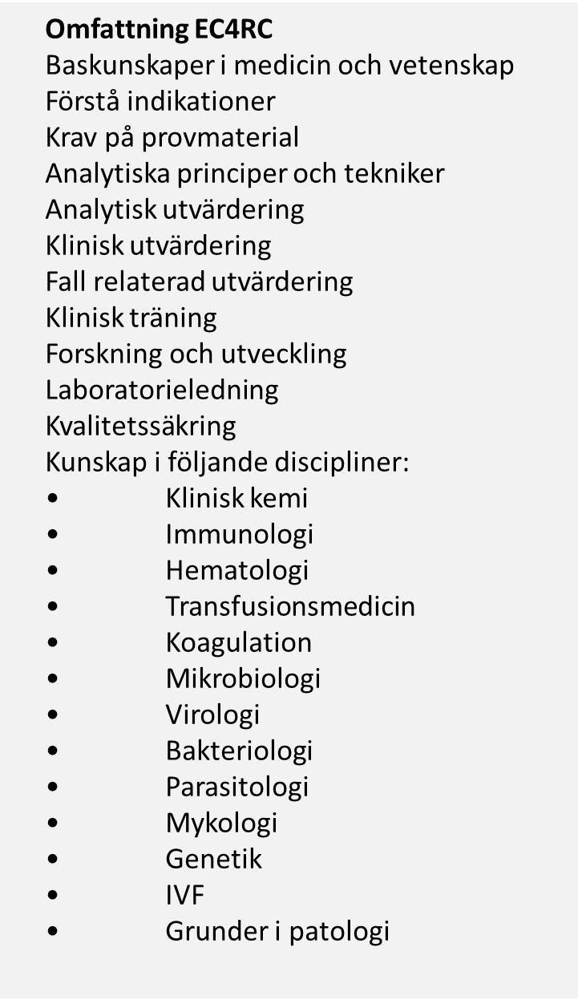 Omfattning EC4RC
Baskunskaper i medicin och vetenskap
Förstå indikationer
Krav på provmaterial
Analytiska principer och tekniker
Analytisk utvärdering
Klinisk utvärdering
Fall relaterad utvärdering
Klinisk träning
Forskning och utveckling
Laboratorieledning
Kvalitetssäkring
Kunskap i följande discipliner:
• Klinisk kemi
• Immunologi
• Hematologi
• Transfusionsmedicin
• Koagulation
• Mikrobiologi
• Virologi
• Bakteriologi
• Parasitologi
• Mykologi
• Genetik
• IVF
• Grunder i patologi